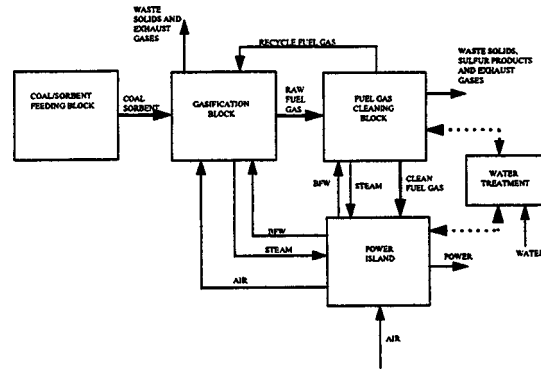 WASTE
SOLIDS AND
EXHAUST
GASES
RECYCLE FUEL GAS
WASTE SOLIDS,
SULFUR PRODUCTS
AND EXHAUST
GASES
COAL/SORBENT
FEEDING BLOCK
COAL
SORBENT
GASIFICATION
BLOCK
RAW
FUEL
GAS
FUEL GAS
CLEANING
BLOCK
BFW
STEAM
CLEAN
FUEL GAS
WATER
TREATMENT
BFW
STEAM
AIR
POWER
ISLAND
POWER
WATER
AIR